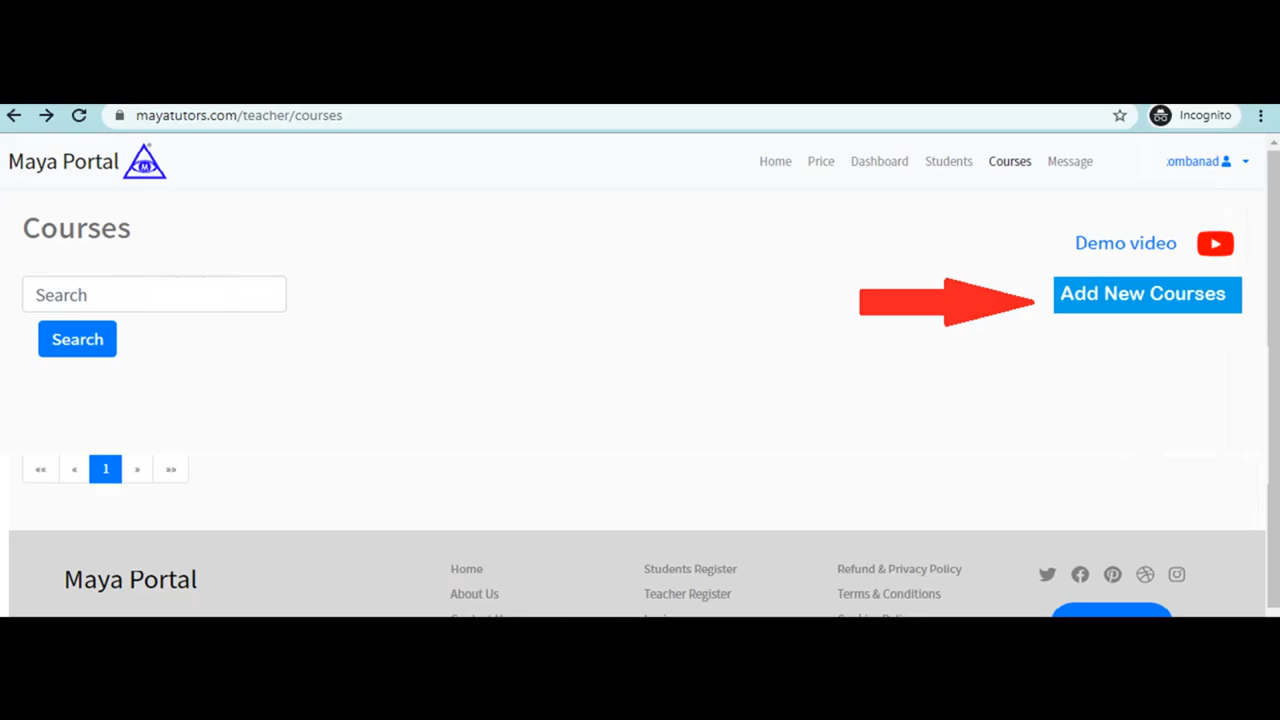 mayatutors.com/teacher/courses
Incognito
Maya Portal
M
Home Price Dashboard Students Courses Message
ombanad
Courses
Demo video
Search
Add New Courses
Search
«« « 1 » »»
Maya Portal
Home
Students Register
Refund & Privacy Policy
About Us
Teacher Register
Terms & Conditions